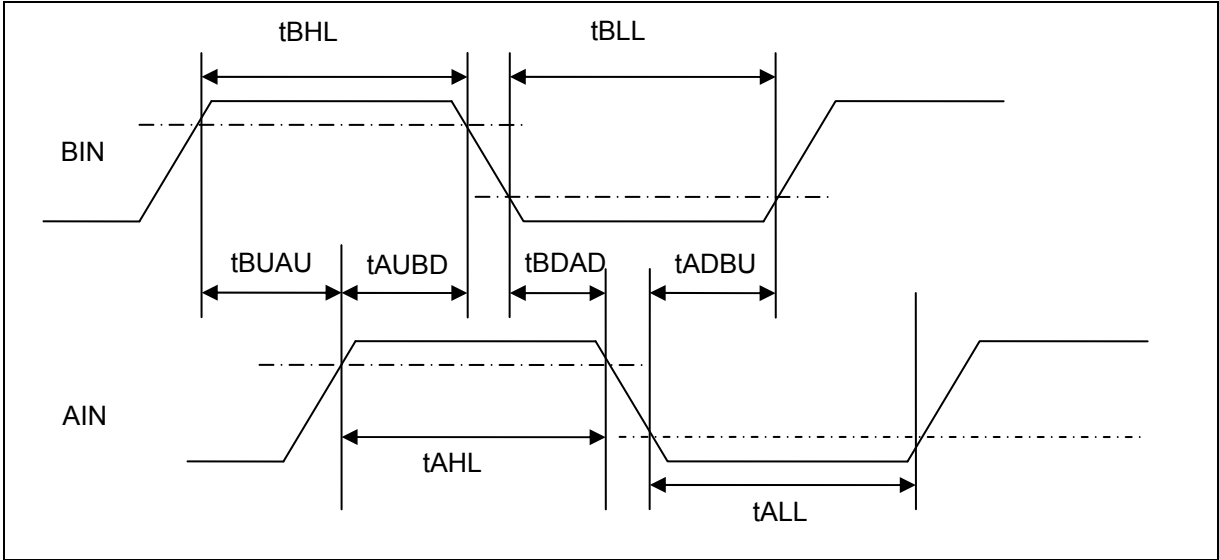 tBHL tBLL
BIN
tBUAU tAUBD tBDAD tADBU
AIN
tAHL
tALL